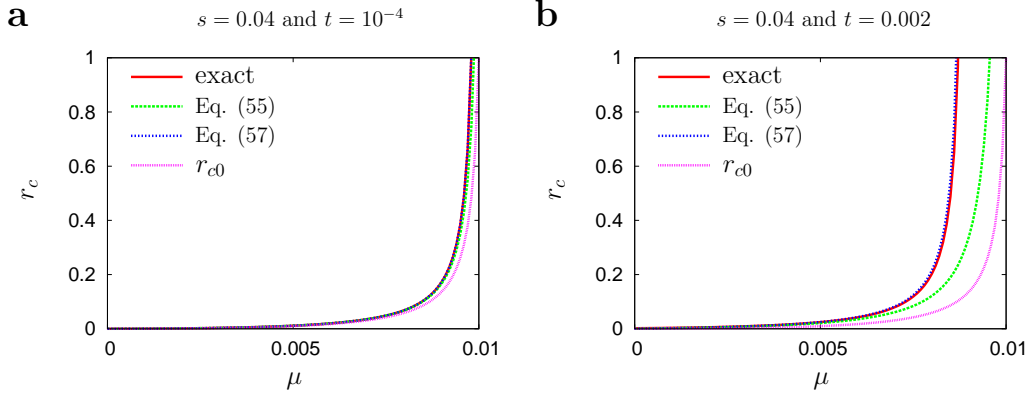 a
s = 0.04 and t = 10⁻⁴
1
0.8
0.6
0.4
0.2
0
r_c
exact
Eq. (55)
Eq. (57)
r_{c0}
0
0.005
0.01
μ
b
s = 0.04 and t = 0.002
1
0.8
0.6
0.4
0.2
0
r_c
exact
Eq. (55)
Eq. (57)
r_{c0}
0
0.005
0.01
μ